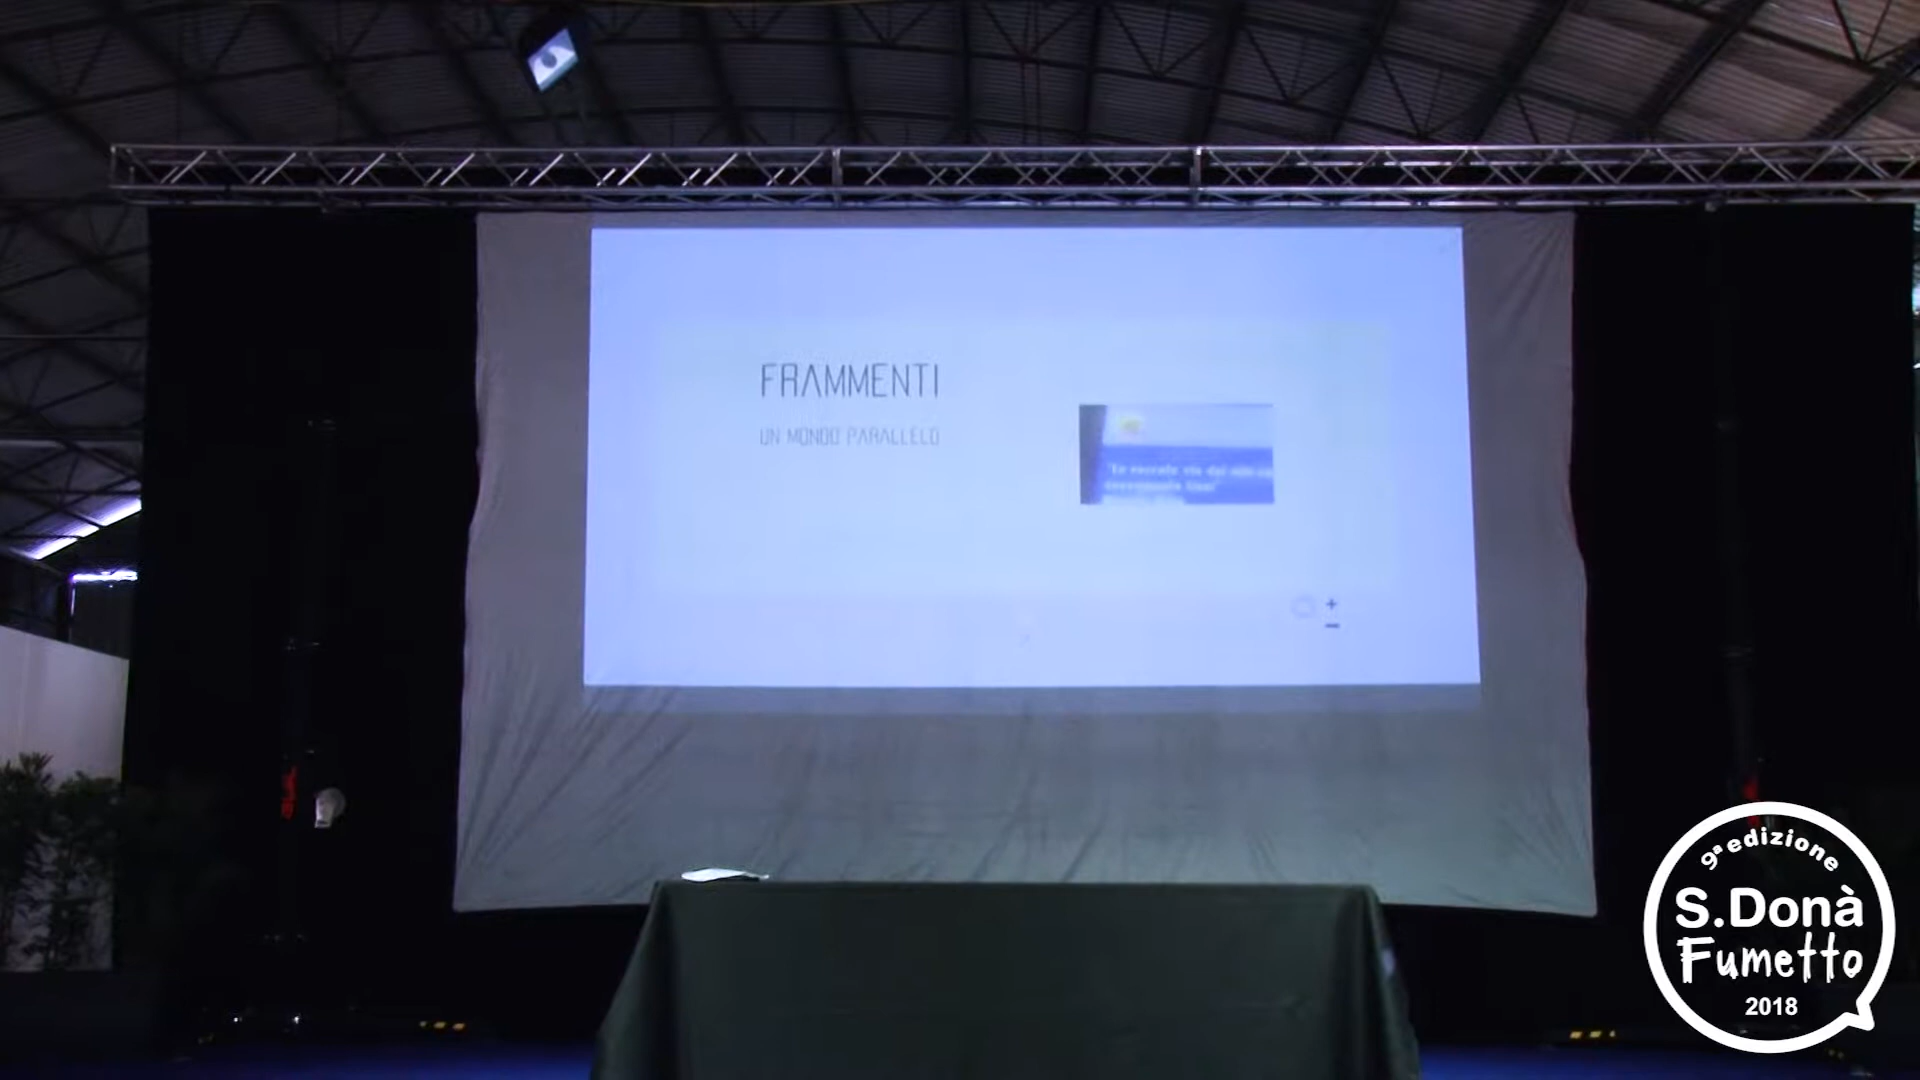 FRAMMENTI
UN MONDO PARALLELO
+
9ª edizione
S.Donà
Fumetto
2018